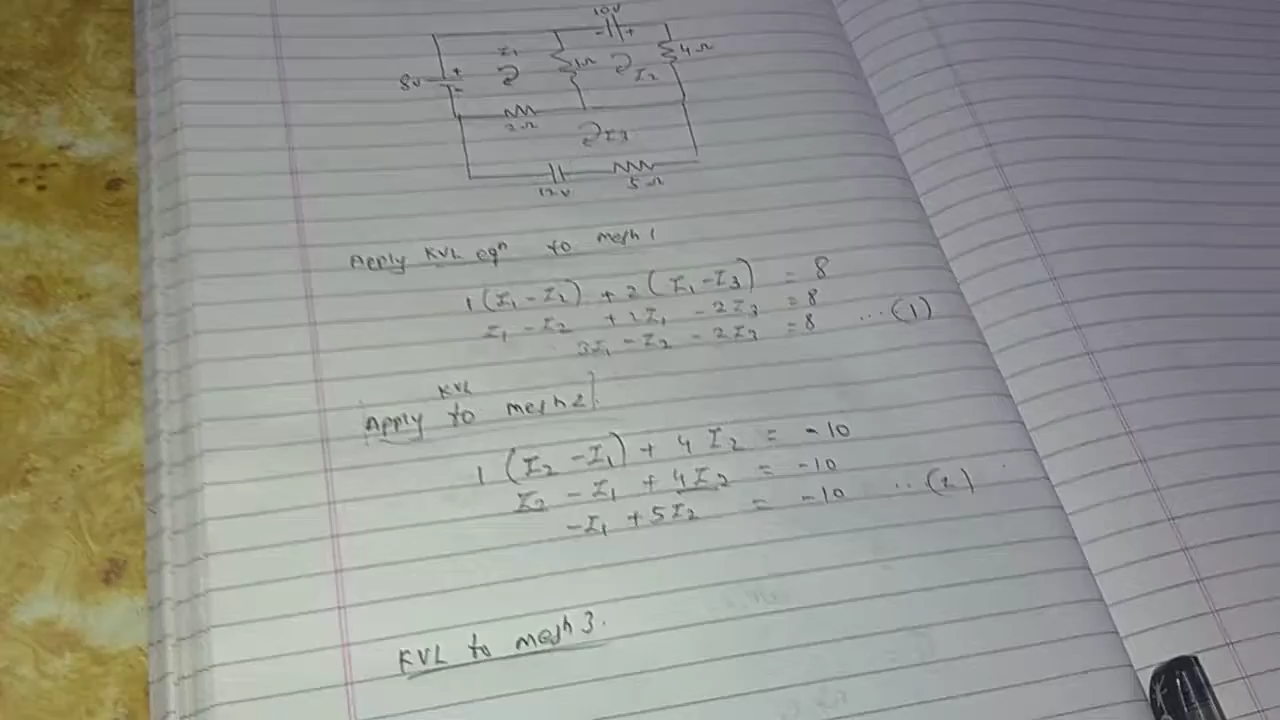 10V
- +
I1
1Ω
I2
4Ω
8V
+
-
2Ω
I3
12V
5Ω
Apply KVL eqn to mesh 1
1(I1-I2) + 2(I1-I3) = 8
I1 - I2 + 2I1 - 2I3 = 8
3I1 - I2 - 2I3 = 8 ...(1)
KVL
Apply to mesh 2
1(I2-I1) + 4I2 = -10
I2 - I1 + 4I2 = -10
-I1 + 5I2 = -10 ..(2)
KVL to mesh 3.